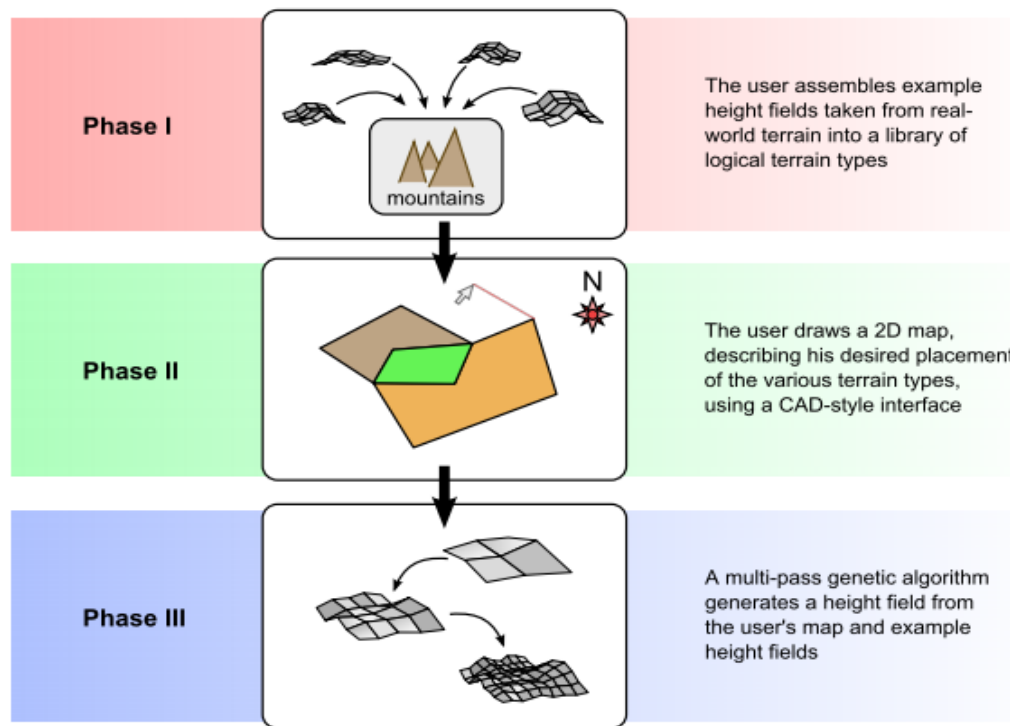 Phase I
mountains
The user assembles example
height fields taken from real-
world terrain into a library of
logical terrain types
Phase II
N
The user draws a 2D map,
describing his desired placement
of the various terrain types,
using a CAD-style interface
Phase III
A multi-pass genetic algorithm
generates a height field from
the user's map and example
height fields